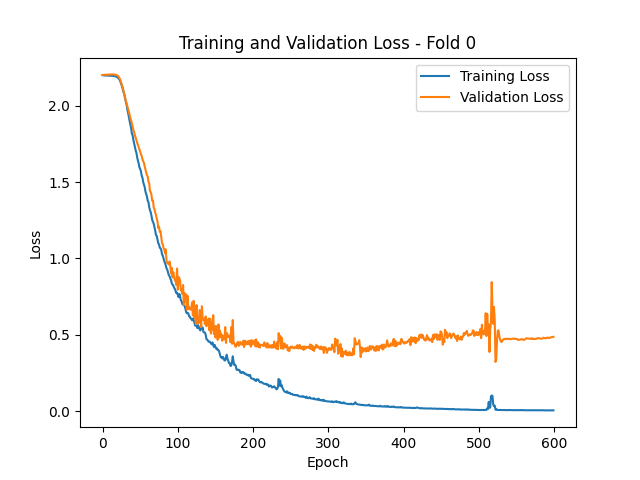 Training and Validation Loss - Fold 0
Training Loss
Validation Loss
2.0
1.5
1.0
0.5
0.0
Loss
0 100 200 300 400 500 600
Epoch